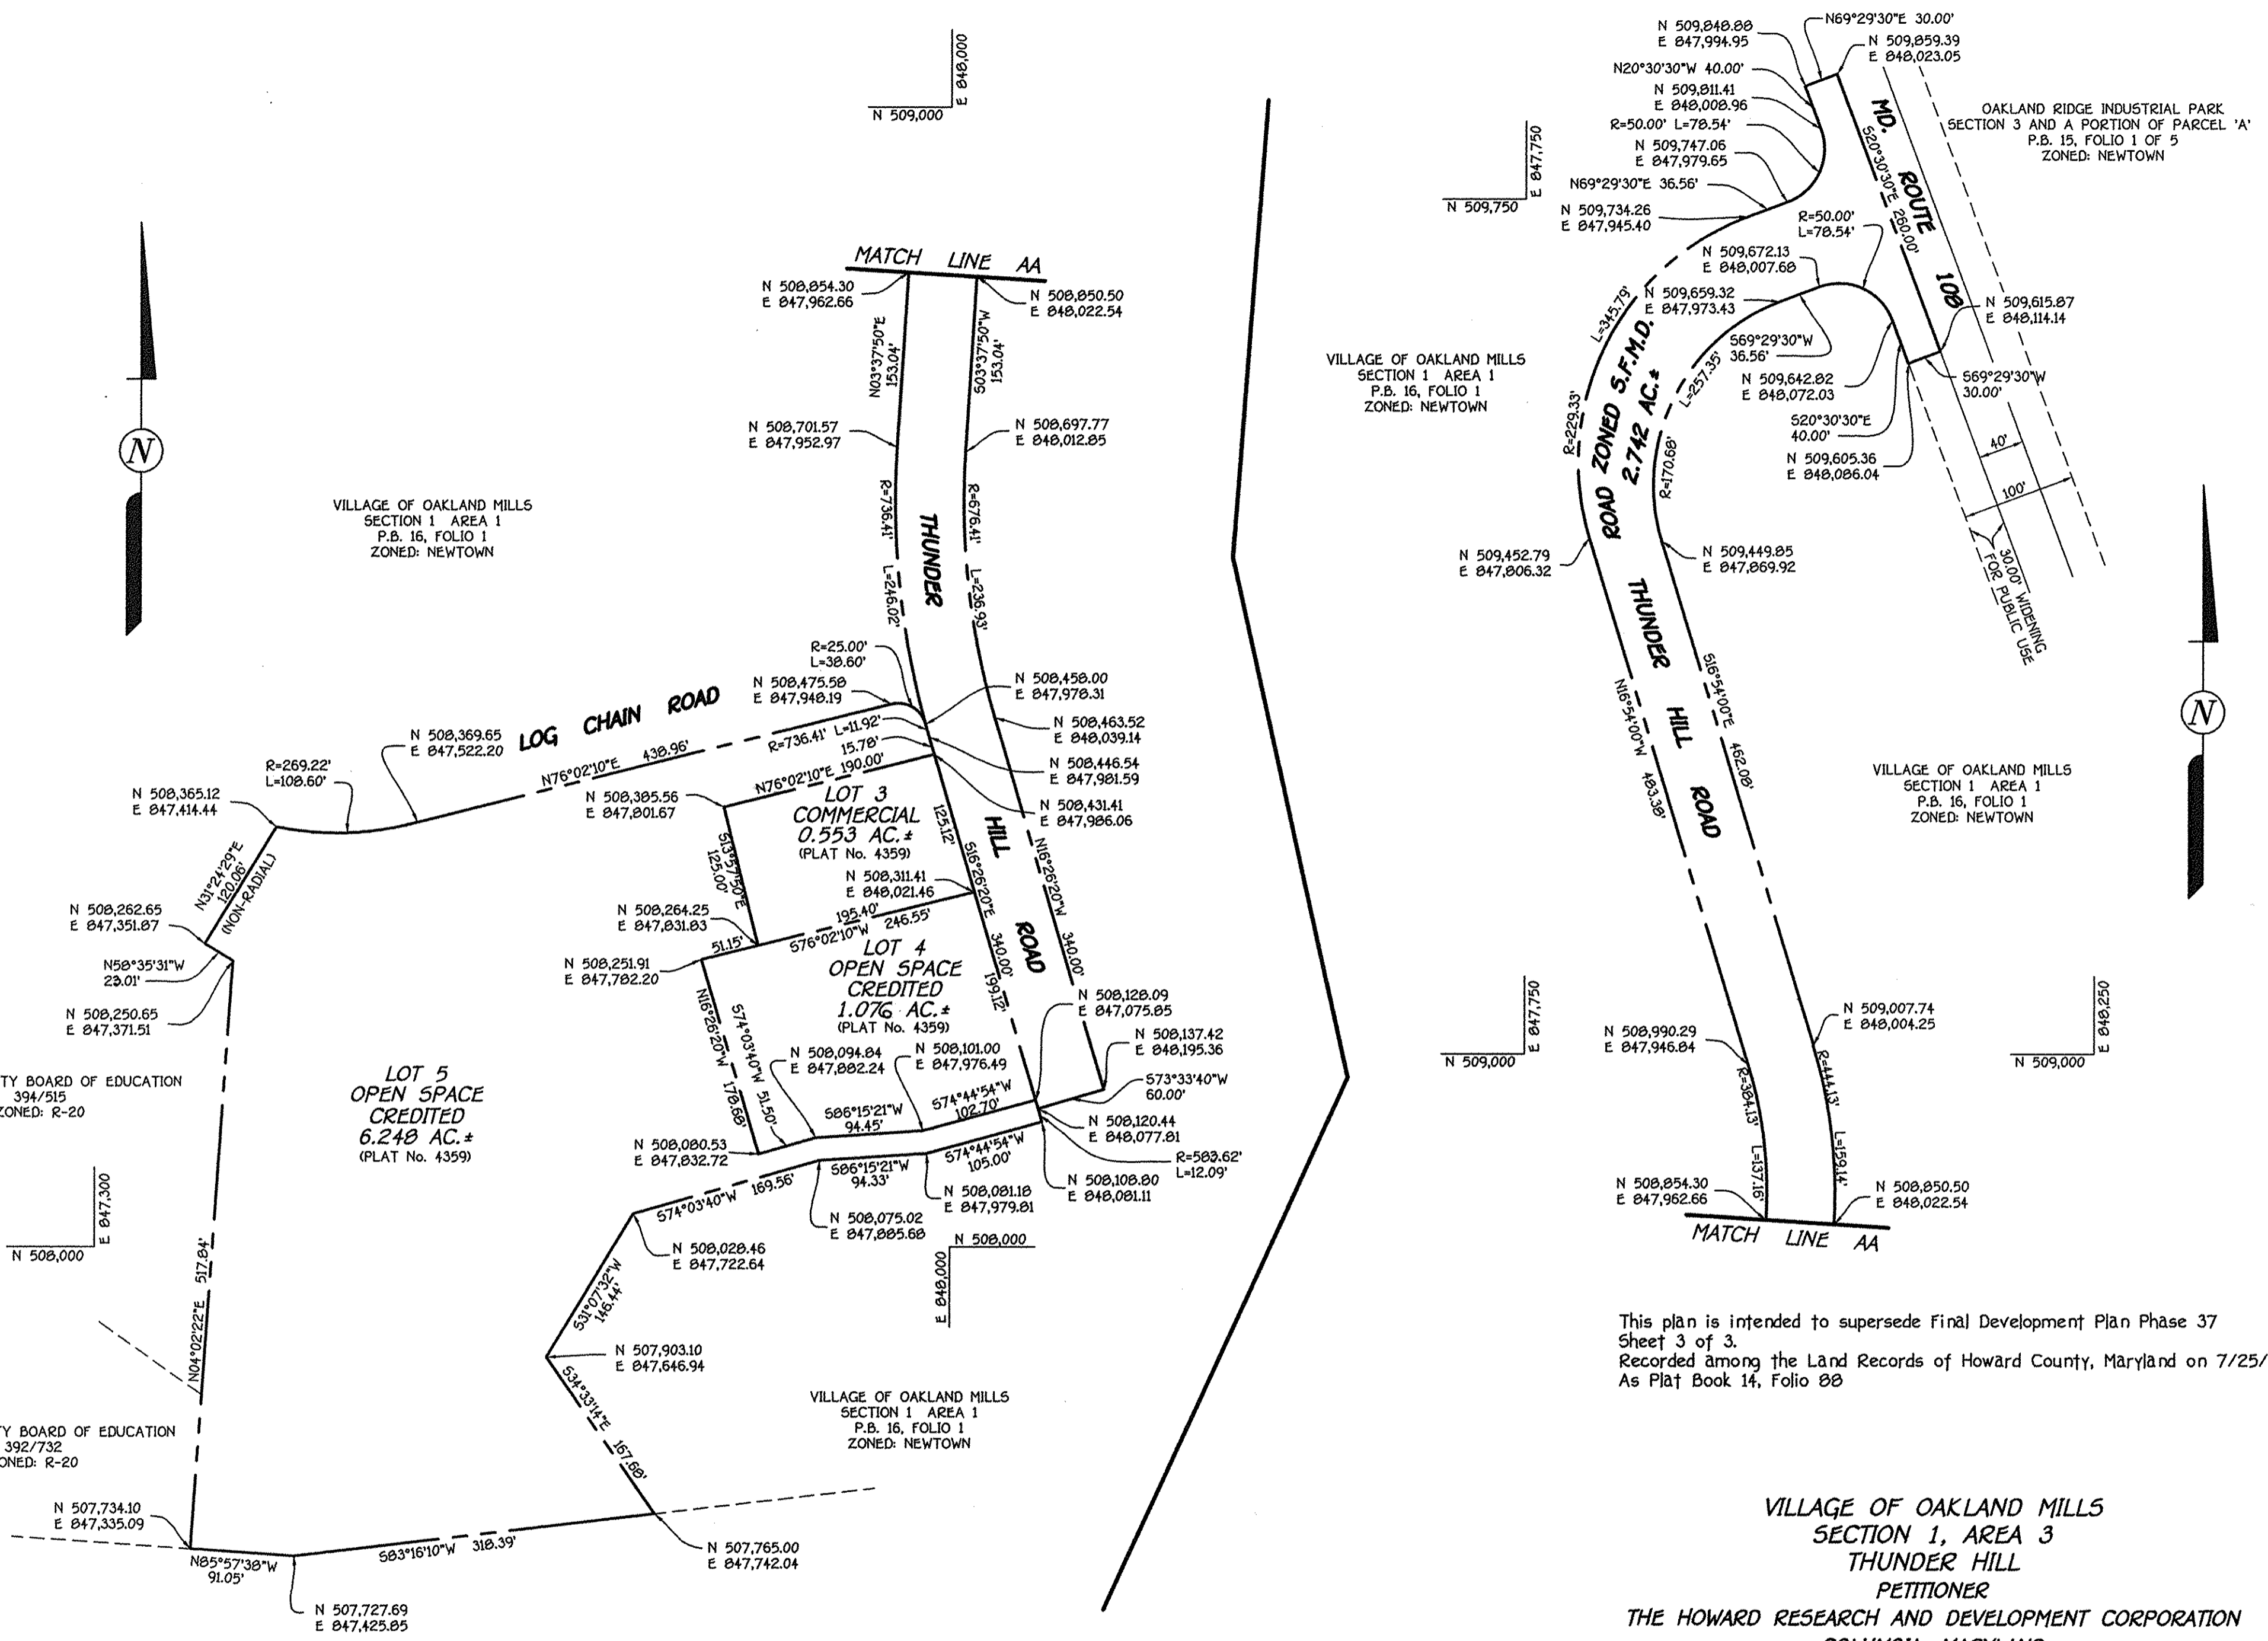 N 509,000
E 848,000
MATCH LINE AA
N 508,854.30
E 847,962.66
N 508,850.50
E 848,022.54
N03°37'50"E
153.04'
S03°37'50"W
153.04'
N 508,701.57
E 847,952.97
N 508,697.77
E 848,012.85
VILLAGE OF OAKLAND MILLS
SECTION 1 AREA 1
P.B. 16, FOLIO 1
ZONED: NEWTOWN
R=736.41'
L=246.02'
R=676.41'
L=236.93'
THUNDER
HILL
ROAD
N
R=25.00'
L=38.60'
N 508,475.58
E 847,948.19
N 508,458.00
E 847,978.31
LOG CHAIN ROAD
N 508,369.65
E 847,522.20
R=736.41' L=11.92'
N 508,463.52
E 848,039.14
N76°02'10"E 438.96'
15.78'
R=269.22'
L=108.60'
N 508,446.54
E 847,981.59
N76°02'10"E 190.00'
N 508,365.12
E 847,414.44
N 508,385.56
E 847,801.67
N 508,431.41
E 847,986.06
LOT 3
COMMERCIAL
0.553 AC.±
(PLAT No. 4359)
S13°57'50"E
125.00'
125.12'
S16°26'20"E 340.00'
N16°26'20"W 340.00'
N31°24'29"E
120.06'
(NON-RADIAL)
N 508,311.41
E 848,021.46
N 508,262.65
E 847,351.87
N 508,264.25
E 847,831.83
195.40'
51.15'
S76°02'10"W 246.55'
N58°35'31"W
23.01'
N 508,251.91
E 847,782.20
LOT 4
OPEN SPACE
CREDITED
1.076 AC.±
(PLAT No. 4359)
199.12'
N 508,250.65
E 847,371.51
N16°26'20"W 178.68'
S74°03'40"W 51.50'
N 508,128.09
E 847,075.85
N 508,094.84
E 847,882.24
N 508,101.00
E 847,976.49
N 508,137.42
E 848,195.36
LOT 5
OPEN SPACE
CREDITED
6.248 AC.±
(PLAT No. 4359)
TY BOARD OF EDUCATION
394/515
ZONED: R-20
S73°33'40"W
60.00'
S86°15'21"W
94.45'
S74°44'54"W
102.70'
N 508,120.44
E 848,077.81
N 508,080.53
E 847,832.72
S86°15'21"W
94.33'
S74°44'54"W
105.00'
R=583.62'
L=12.09'
S74°03'40"W 169.56'
N 508,081.18
E 847,979.81
N 508,108.80
E 848,081.11
N 508,075.02
E 847,885.68
N 508,000
E 847,300
N 508,000
E 848,000
N 508,028.46
E 847,722.64
S31°07'32"W
146.44'
N04°02'22"E 517.84'
N 507,903.10
E 847,646.94
S34°33'14"E 167.68'
VILLAGE OF OAKLAND MILLS
SECTION 1 AREA 1
P.B. 16, FOLIO 1
ZONED: NEWTOWN
TY BOARD OF EDUCATION
392/732
ONED: R-20
N 507,734.10
E 847,335.09
N85°57'38"W
91.05'
S83°16'10"W 318.39'
N 507,765.00
E 847,742.04
N 507,727.69
E 847,425.85
N69°29'30"E 30.00'
N 509,848.88
E 847,994.95
N 509,859.39
E 848,023.05
N20°30'30"W 40.00'
N 509,811.41
E 848,008.96
R=50.00' L=78.54'
N 509,747.06
E 847,979.65
N69°29'30"E 36.56'
N 509,734.26
E 847,945.40
E 847,750
N 509,750
OAKLAND RIDGE INDUSTRIAL PARK
SECTION 3 AND A PORTION OF PARCEL 'A'
P.B. 15, FOLIO 1 OF 5
ZONED: NEWTOWN
MD. ROUTE 108
S20°30'30"E 260.00'
R=50.00'
L=78.54'
N 509,672.13
E 848,007.68
N 509,659.32
E 847,973.43
N 509,615.87
E 848,114.14
S69°29'30"W
36.56'
S69°29'30"W
30.00'
N 509,642.82
E 848,072.03
S20°30'30"E
40.00'
N 509,605.36
E 848,086.04
40'
100'
30.00' WIDENING
FOR PUBLIC USE
VILLAGE OF OAKLAND MILLS
SECTION 1 AREA 1
P.B. 16, FOLIO 1
ZONED: NEWTOWN
L=345.79'
R=229.33'
ROAD ZONED S.F.M.D.
2.742 AC.±
L=257.35'
R=170.68'
N 509,452.79
E 847,806.32
N 509,449.85
E 847,869.92
THUNDER HILL ROAD
N16°54'00"W 483.38'
S16°54'00"E 462.08'
N
VILLAGE OF OAKLAND MILLS
SECTION 1 AREA 1
P.B. 16, FOLIO 1
ZONED: NEWTOWN
N 509,000
E 847,750
N 509,000
E 848,250
N 508,990.29
E 847,946.84
N 509,007.74
E 848,004.25
R=384.13'
L=137.16'
R=444.13'
L=159.14'
N 508,854.30
E 847,962.66
N 508,850.50
E 848,022.54
MATCH LINE AA
This plan is intended to supersede Final Development Plan Phase 37
Sheet 3 of 3.
Recorded among the Land Records of Howard County, Maryland on 7/25/
As Plat Book 14, Folio 88
VILLAGE OF OAKLAND MILLS
SECTION 1, AREA 3
THUNDER HILL
PETITIONER
THE HOWARD RESEARCH AND DEVELOPMENT CORPORATION